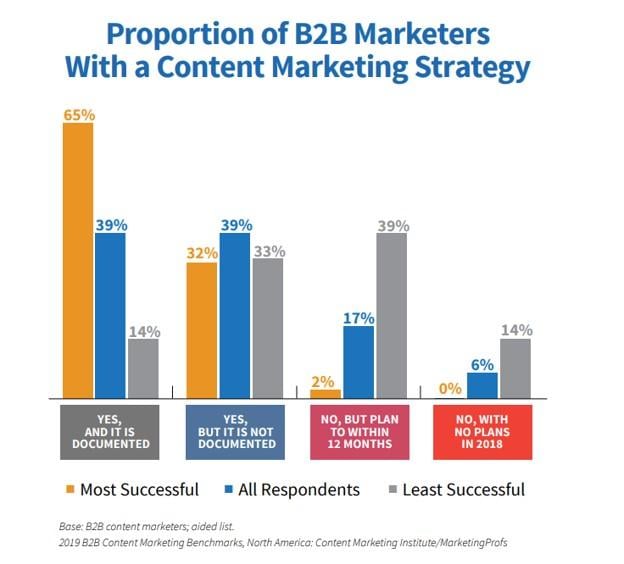 Proportion of B2B Marketers
With a Content Marketing Strategy
65%
39%
14%
32%
39%
33%
2%
17%
39%
0%
6%
14%
YES,
AND IT IS
DOCUMENTED
YES,
BUT IT IS NOT
DOCUMENTED
NO, BUT PLAN
TO WITHIN
12 MONTHS
NO, WITH
NO PLANS
IN 2018
Most Successful
All Respondents
Least Successful
Base: B2B content marketers; aided list.
2019 B2B Content Marketing Benchmarks, North America: Content Marketing Institute/MarketingProfs